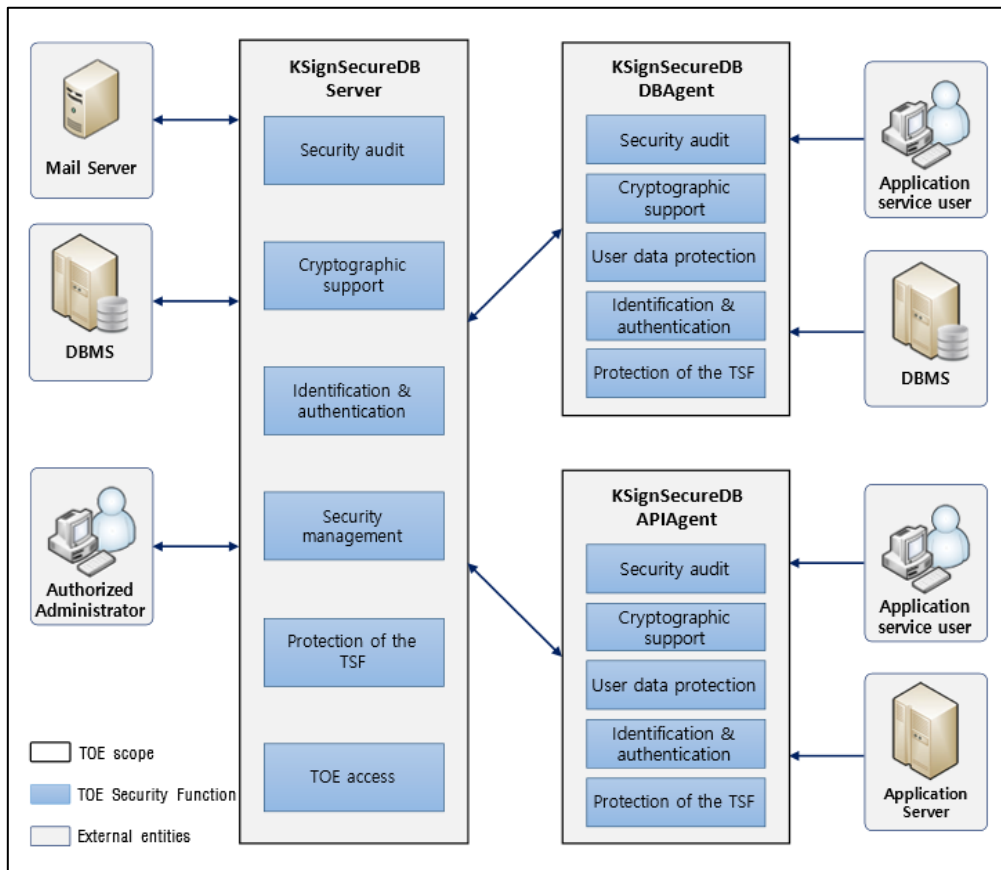 Mail Server
DBMS
Authorized
Administrator
TOE scope
TOE Security Function
External entities
KSignSecureDB
Server
Security audit
Cryptographic
support
Identification &
authentication
Security
management
Protection of the
TSF
TOE access
KSignSecureDB
DBAgent
Security audit
Cryptographic
support
User data protection
Identification &
authentication
Protection of the TSF
KSignSecureDB
APIAgent
Security audit
Cryptographic
support
User data protection
Identification &
authentication
Protection of the TSF
Application
service user
DBMS
Application
service user
Application
Server